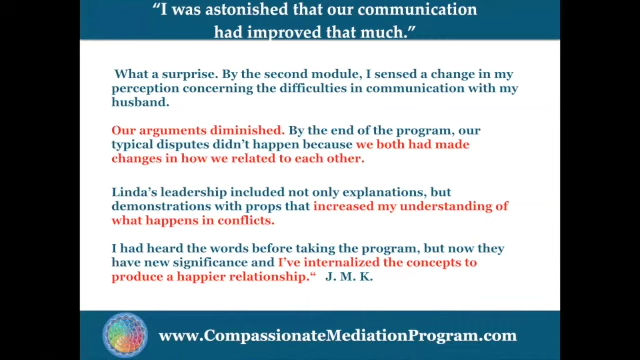 “I was astonished that our communication
had improved that much.”
What a surprise. By the second module, I sensed a change in my
perception concerning the difficulties in communication with my
husband.
Our arguments diminished. By the end of the program, our
typical disputes didn’t happen because we both had made
changes in how we related to each other.
Linda’s leadership included not only explanations, but
demonstrations with props that increased my understanding of
what happens in conflicts.
I had heard the words before taking the program, but now they
have new significance and I’ve internalized the concepts to
produce a happier relationship.“ J. M. K.
www.CompassionateMediationProgram.com